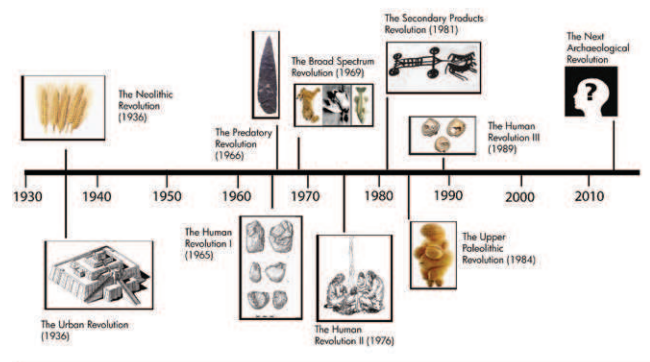 The Neolithic
Revolution
(1936)
The Predatory
Revolution
(1966)
The Broad Spectrum
Revolution (1969)
The Secondary Products
Revolution (1981)
The Human
Revolution III
(1989)
The Next
Archaeological
Revolution
?
1930 1940 1950 1960 1970 1980 1990 2000 2010
The Urban Revolution
(1936)
The Human
Revolution I
(1965)
The Human
Revolution II (1976)
The Upper
Paleolithic
Revolution (1984)